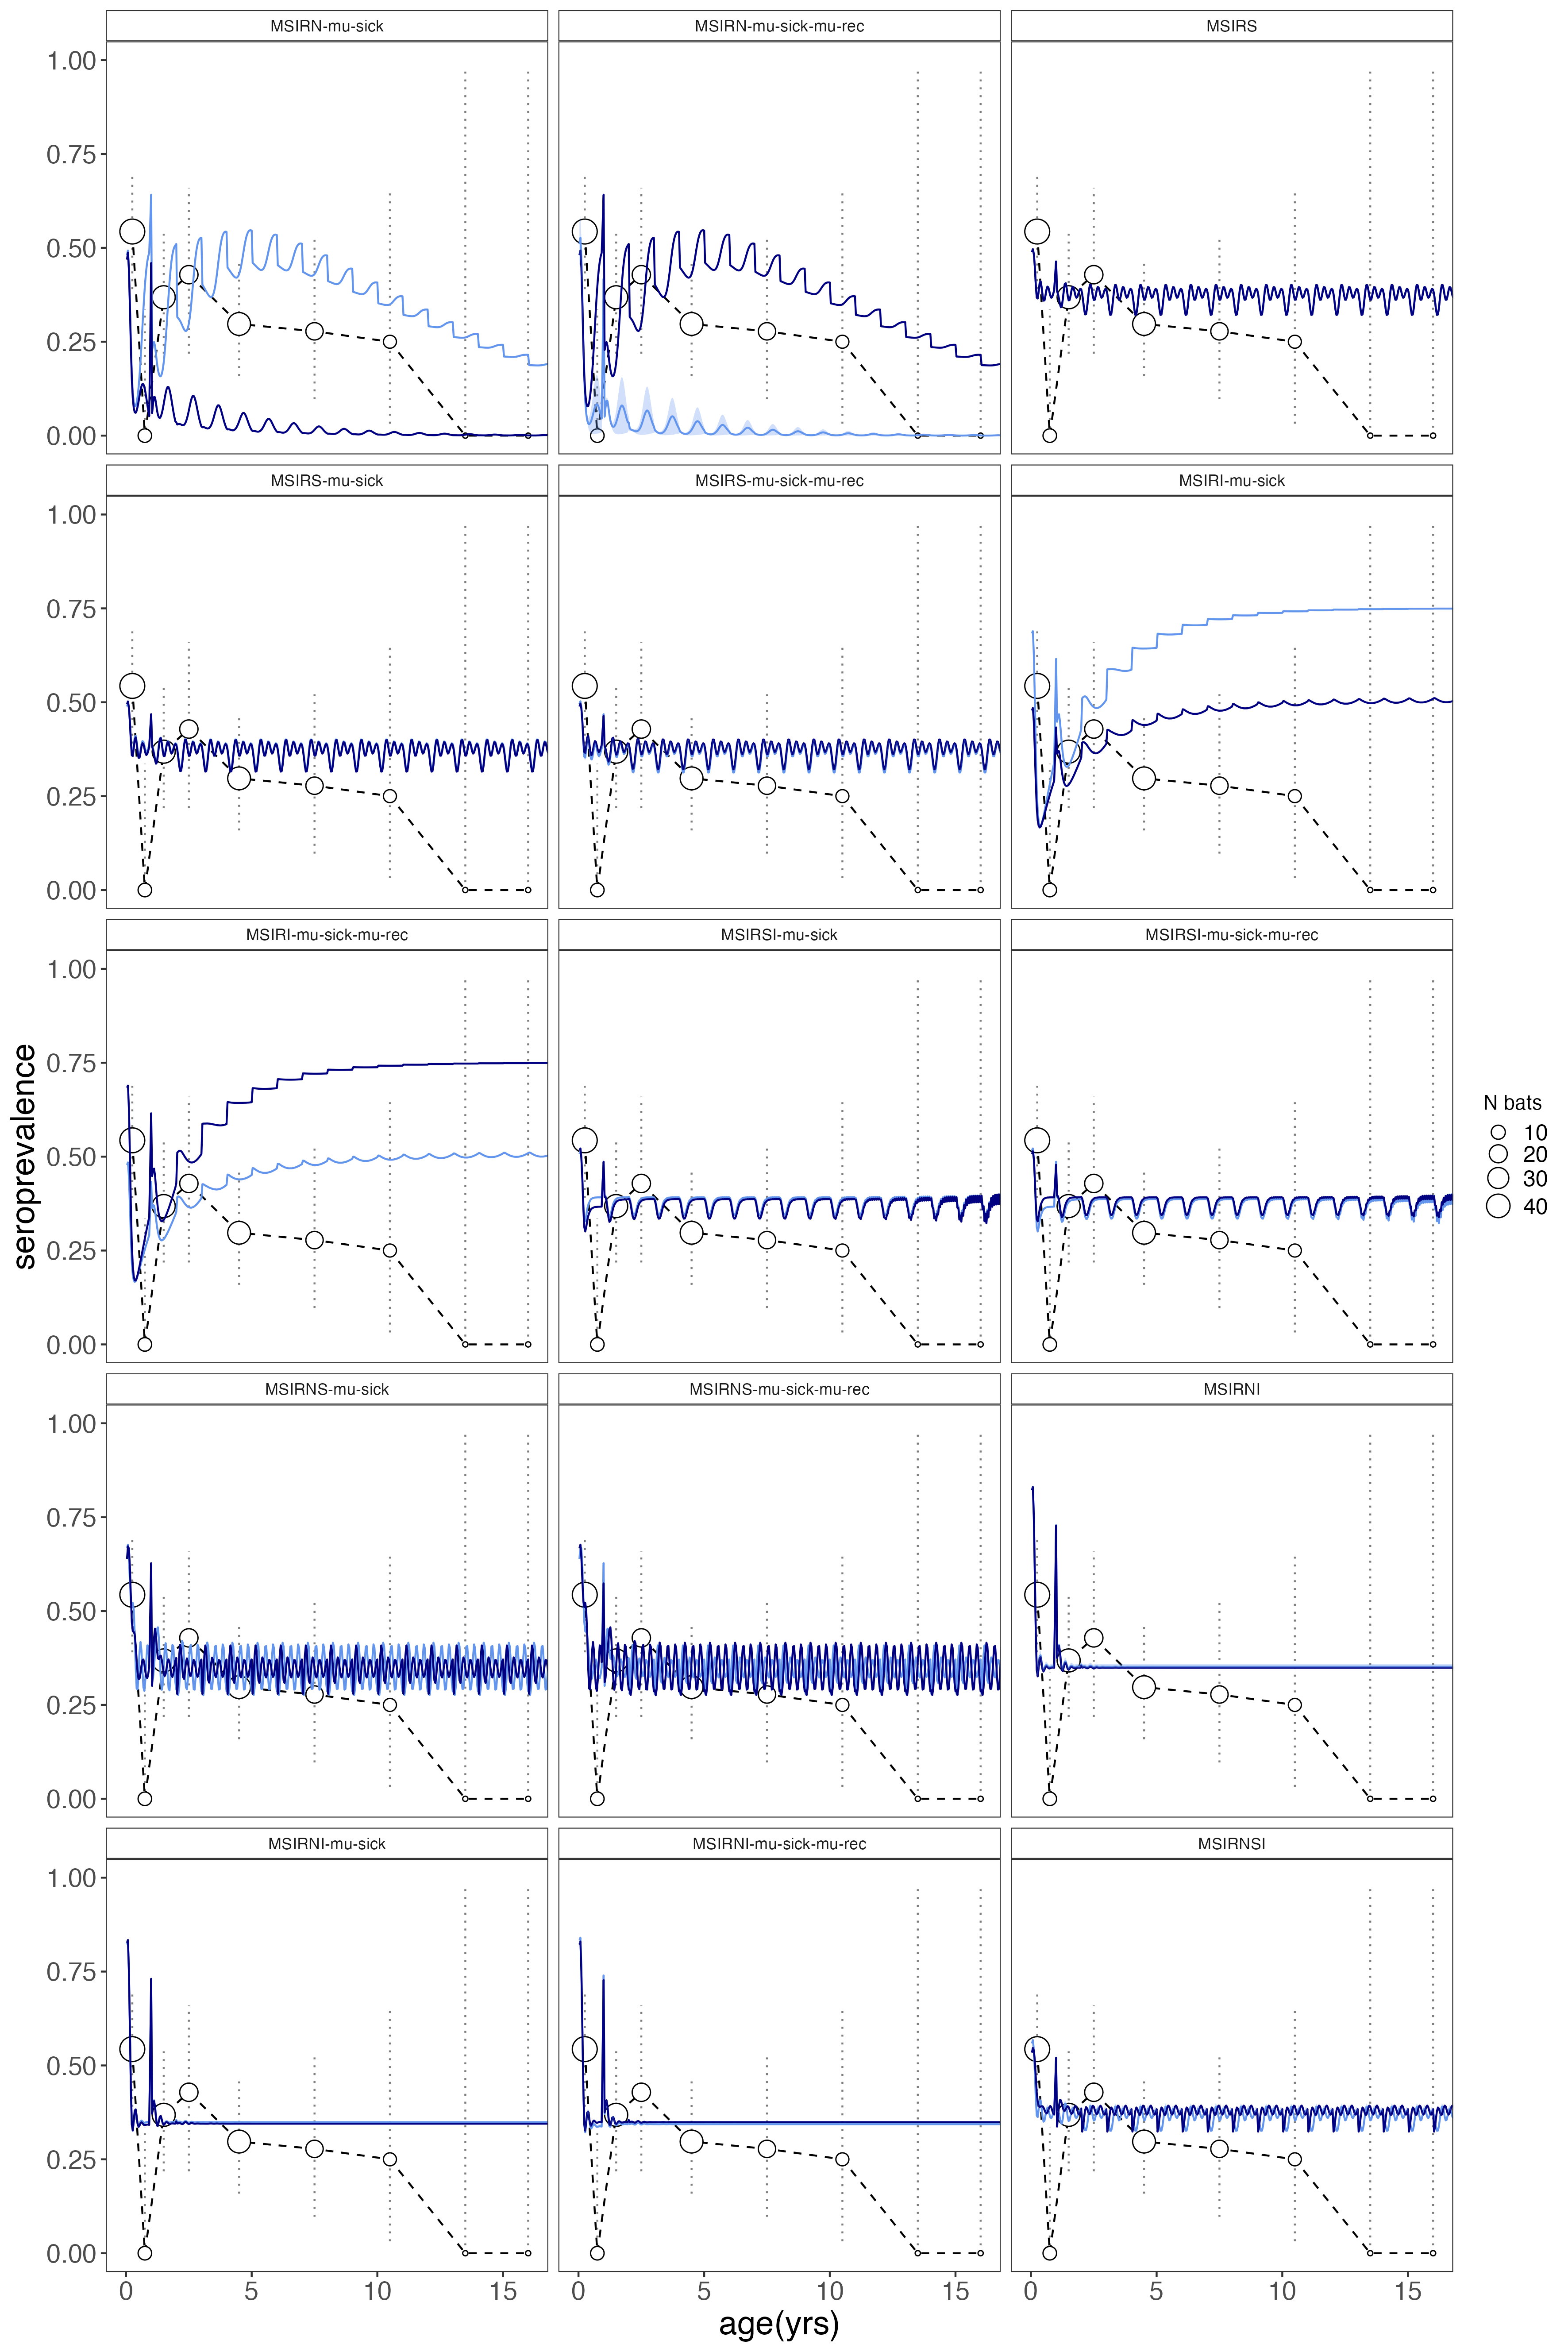 MSIRN-mu-sick
MSIRN-mu-sick-mu-rec
MSIRS
1.00
0.75
0.50
0.25
0.00
MSIRS-mu-sick
MSIRS-mu-sick-mu-rec
MSIRI-mu-sick
1.00
0.75
0.50
0.25
0.00
MSIRI-mu-sick-mu-rec
MSIRSI-mu-sick
MSIRSI-mu-sick-mu-rec
1.00
0.75
0.50
0.25
0.00
seroprevalence
N bats
10
20
30
40
MSIRNS-mu-sick
MSIRNS-mu-sick-mu-rec
MSIRNI
1.00
0.75
0.50
0.25
0.00
MSIRNI-mu-sick
MSIRNI-mu-sick-mu-rec
MSIRNSI
1.00
0.75
0.50
0.25
0.00
0 5 10 15
0 5 10 15
0 5 10 15
age(yrs)